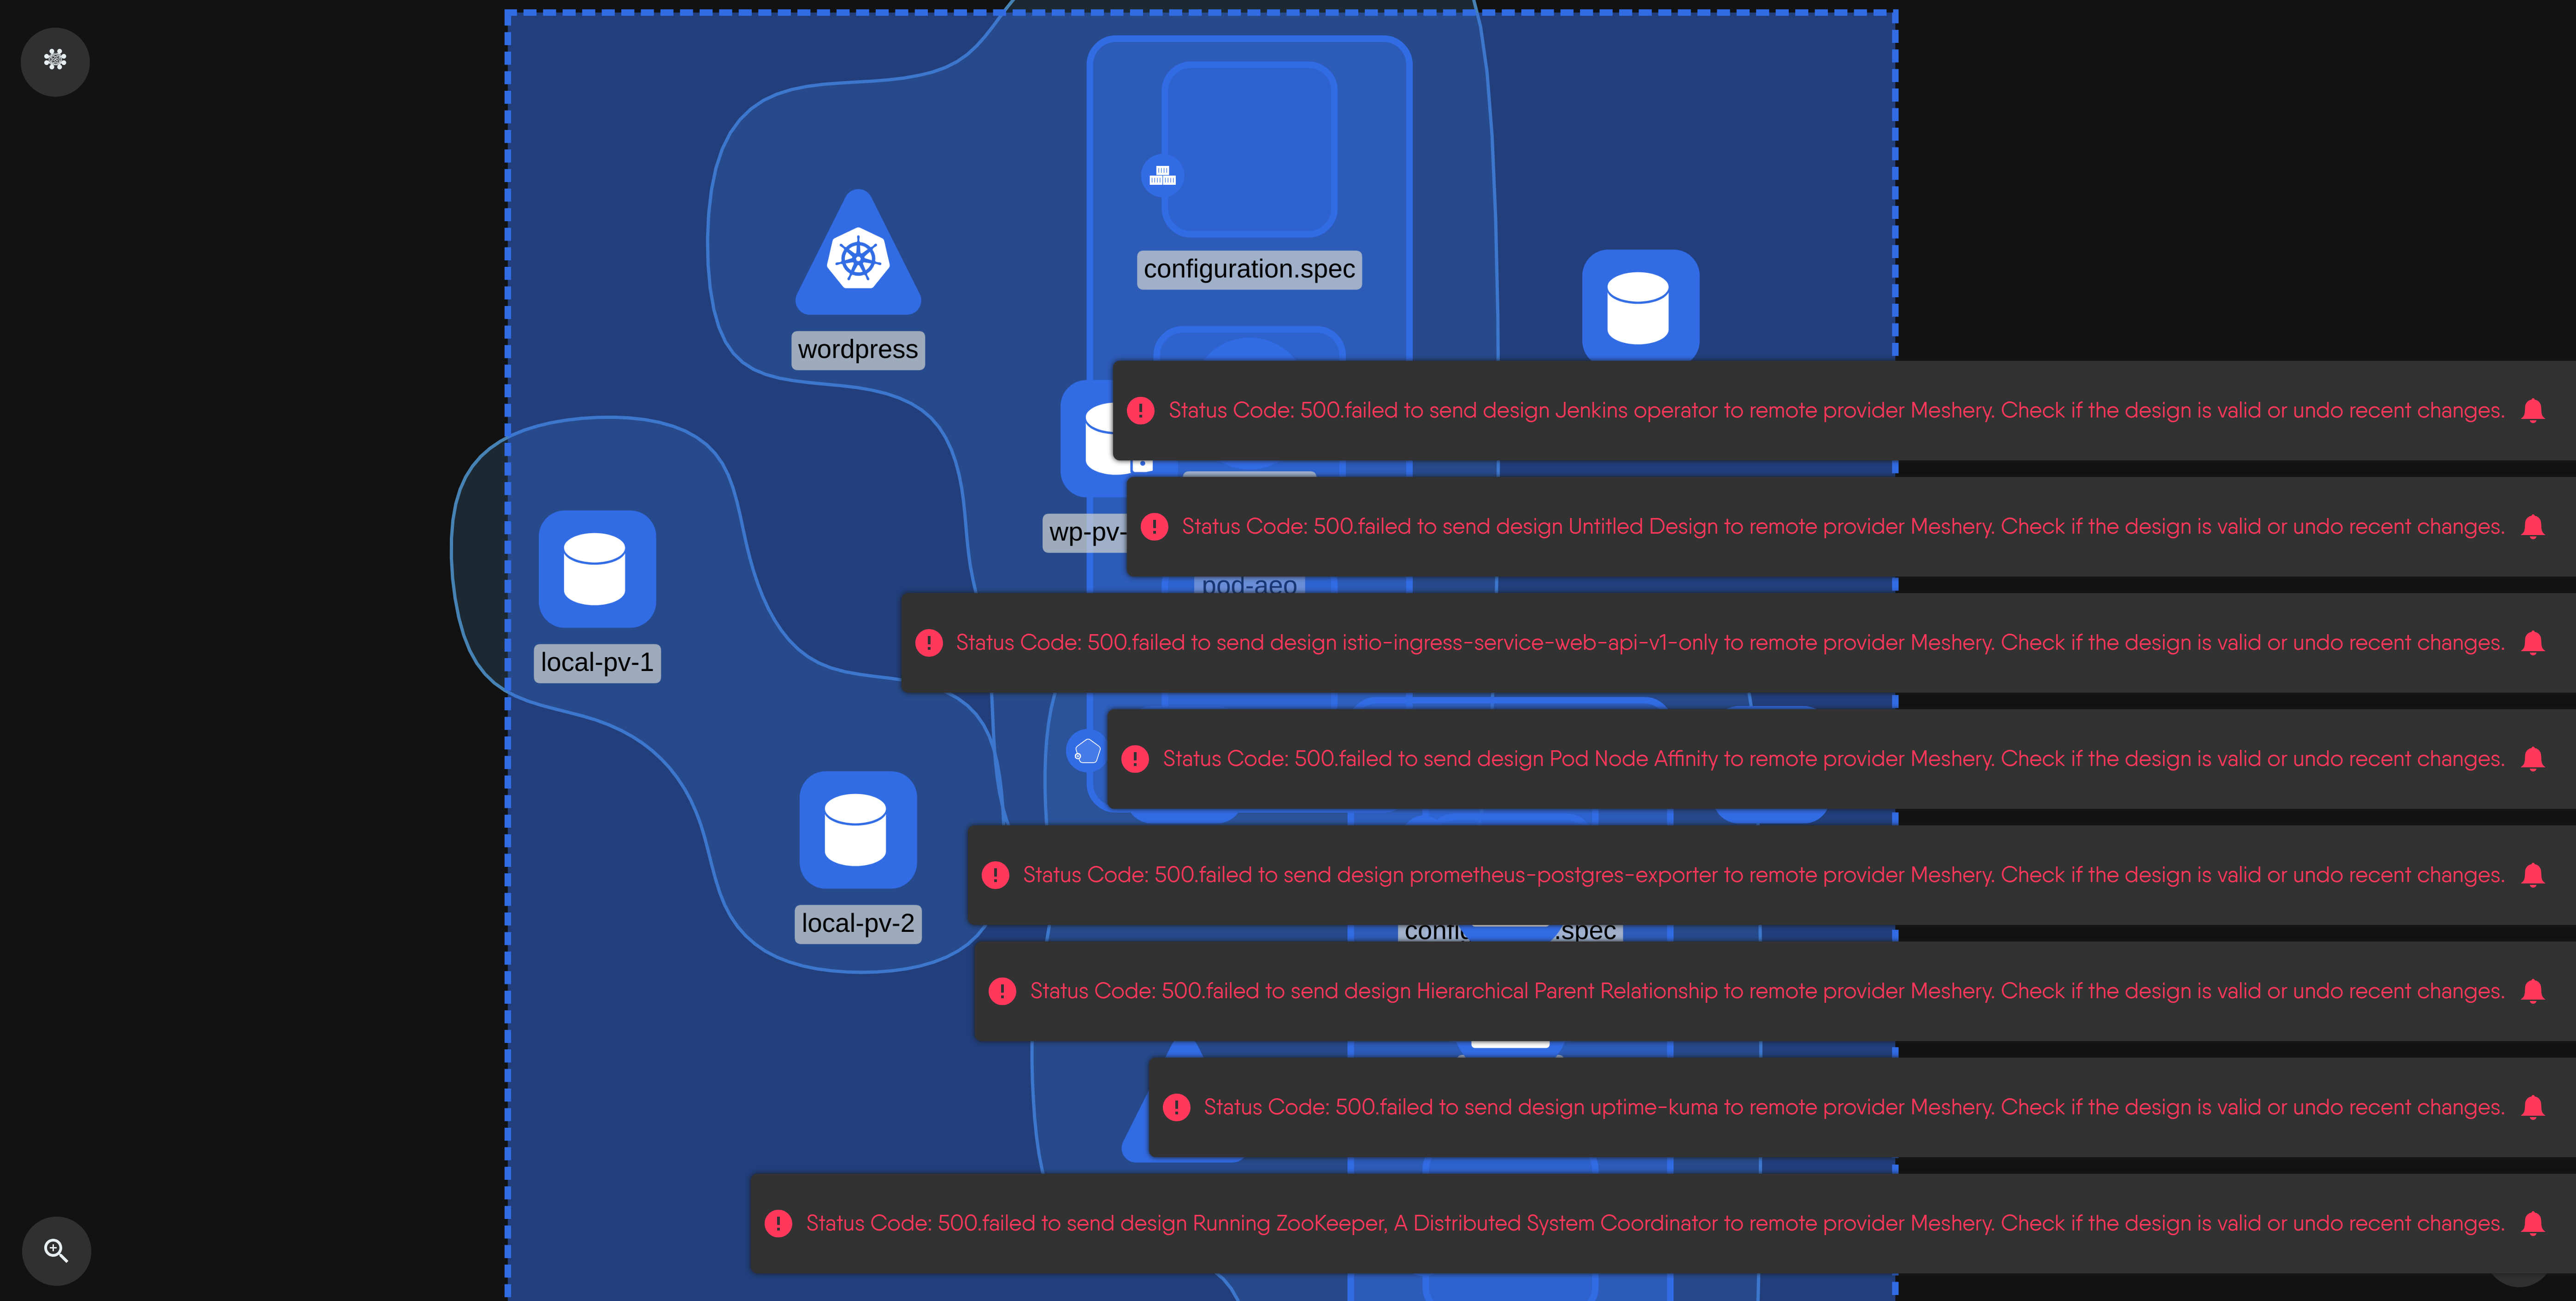 configuration.spec
wordpress
Status Code: 500.failed to send design Jenkins operator to remote provider Meshery. Check if the design is valid or undo recent changes.
wp-pv-
Status Code: 500.failed to send design Untitled Design to remote provider Meshery. Check if the design is valid or undo recent changes.
pod-aeo
Status Code: 500.failed to send design istio-ingress-service-web-api-v1-only to remote provider Meshery. Check if the design is valid or undo recent changes.
local-pv-1
Status Code: 500.failed to send design Pod Node Affinity to remote provider Meshery. Check if the design is valid or undo recent changes.
Status Code: 500.failed to send design prometheus-postgres-exporter to remote provider Meshery. Check if the design is valid or undo recent changes.
local-pv-2
.spec
Status Code: 500.failed to send design Hierarchical Parent Relationship to remote provider Meshery. Check if the design is valid or undo recent changes.
Status Code: 500.failed to send design uptime-kuma to remote provider Meshery. Check if the design is valid or undo recent changes.
Status Code: 500.failed to send design Running ZooKeeper, A Distributed System Coordinator to remote provider Meshery. Check if the design is valid or undo recent changes.